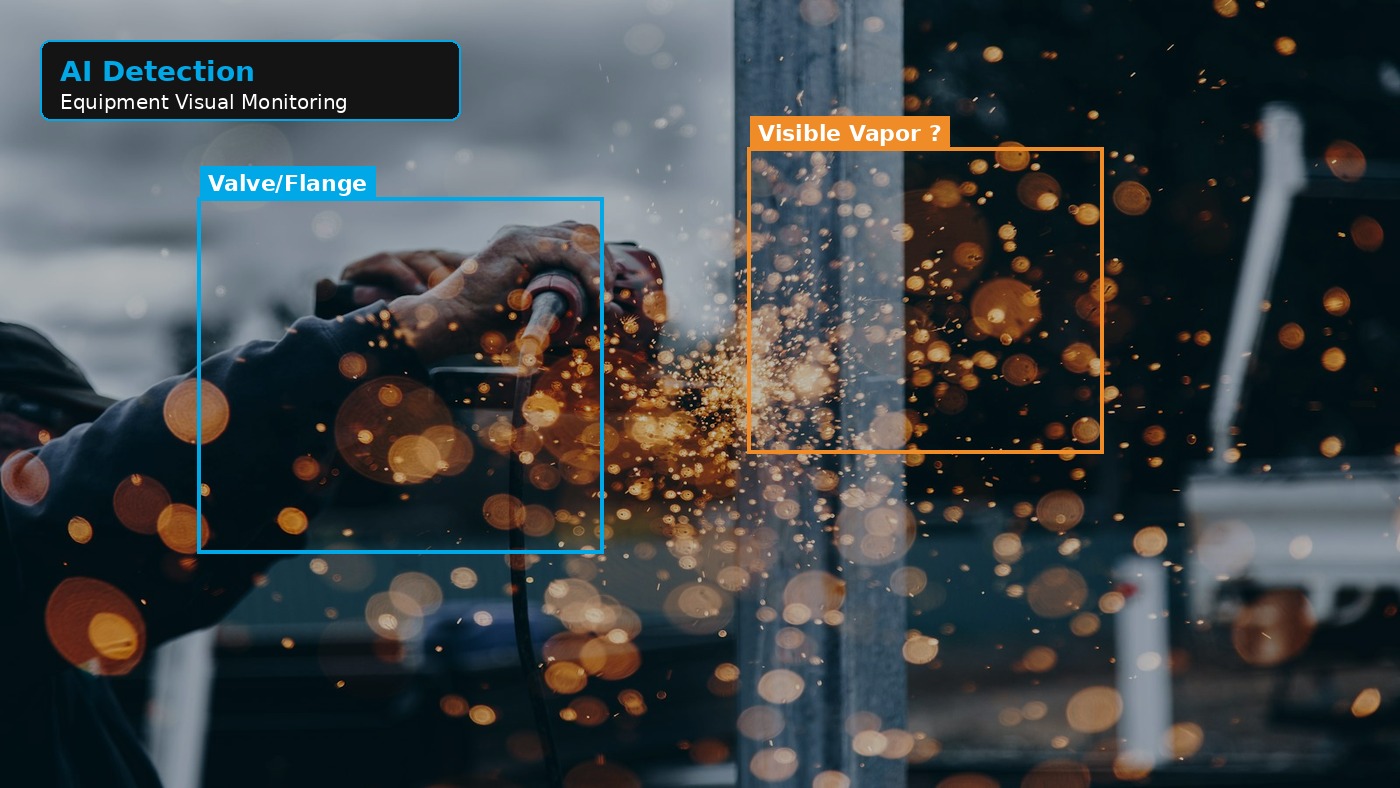 AI Detection
Equipment Visual Monitoring
Visible Vapor ?
Valve/Flange